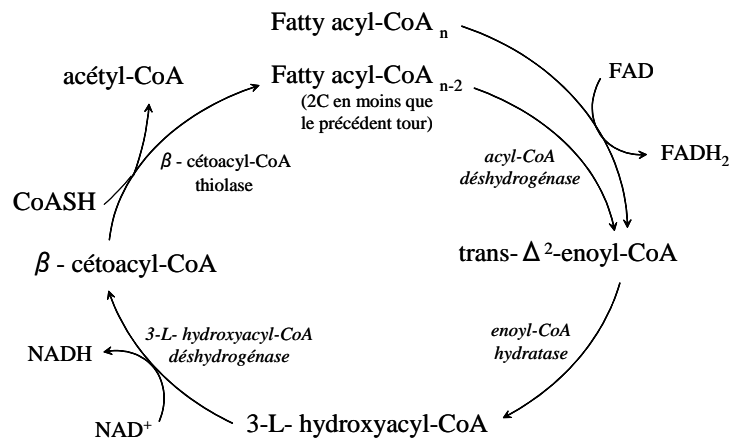 Fatty acyl-CoA n
acétyl-CoA
Fatty acyl-CoA n-2
(2C en moins que
le précédent tour)
FAD
FADH2
acyl-CoA
déshydrogénase
β - cétoacyl-CoA
thiolase
CoASH
trans- Δ 2-enoyl-CoA
β - cétoacyl-CoA
enoyl-CoA
hydratase
3-L- hydroxyacyl-CoA
déshydrogénase
NADH
NAD+
3-L- hydroxyacyl-CoA